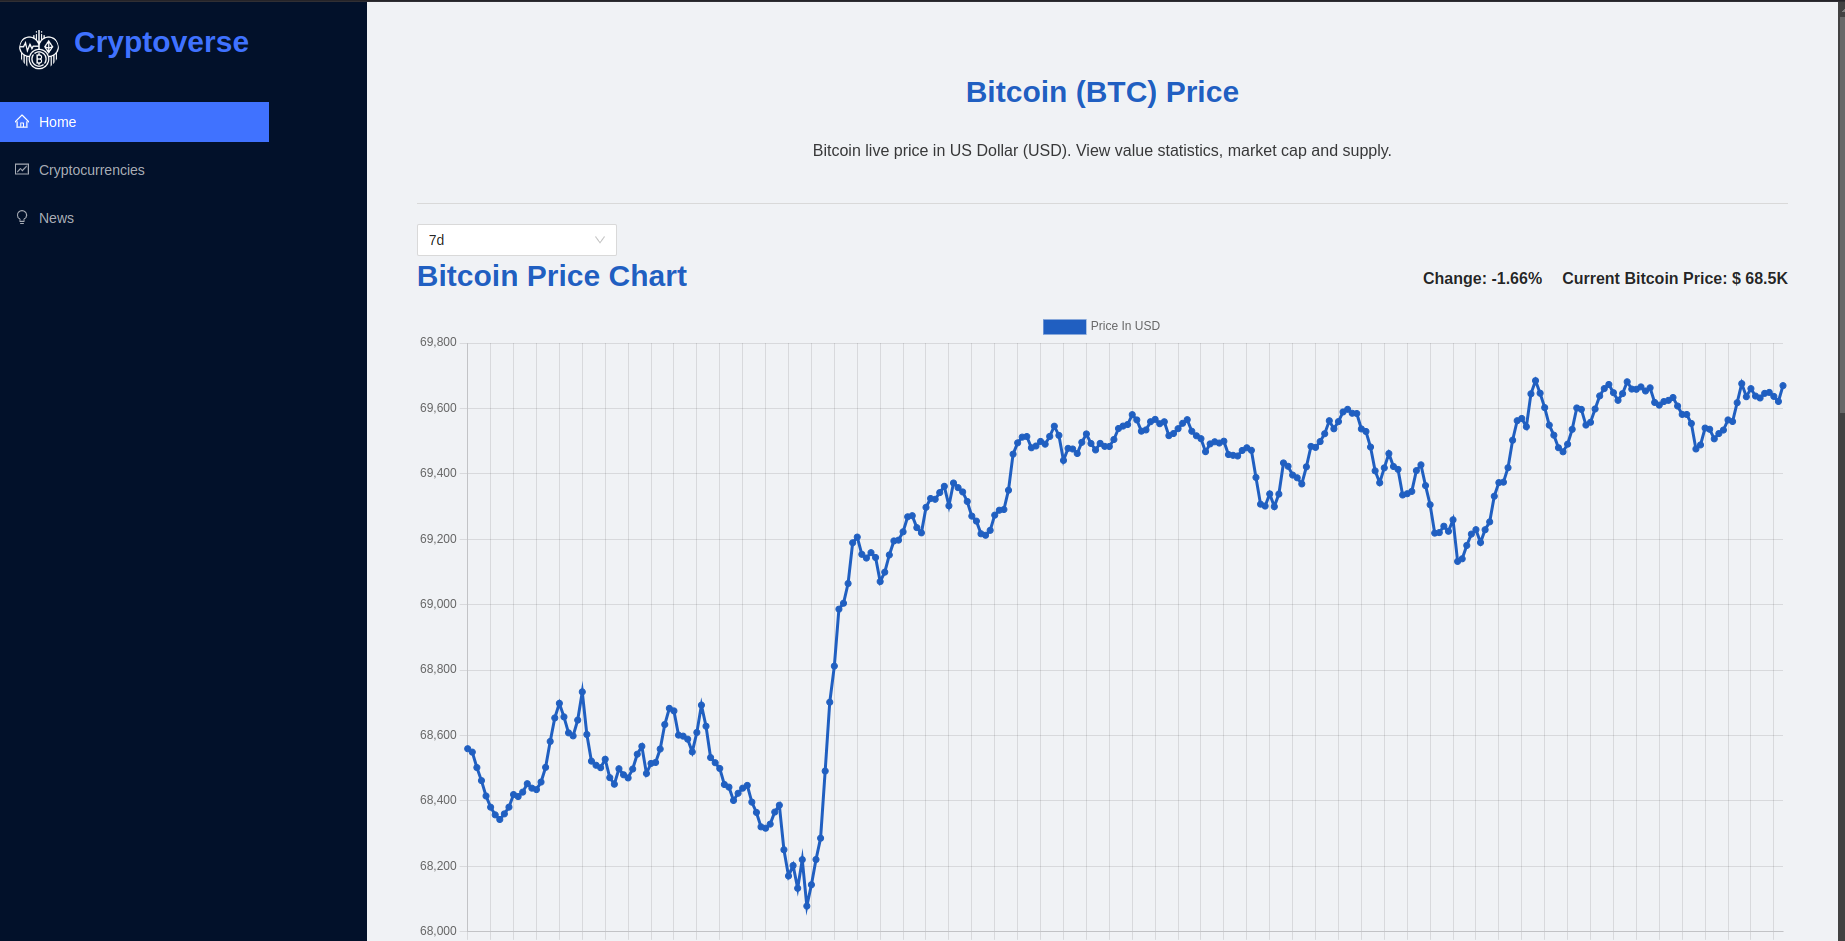 Cryptoverse
Home
Cryptocurrencies
News
Bitcoin (BTC) Price
Bitcoin live price in US Dollar (USD). View value statistics, market cap and supply.
7d
Bitcoin Price Chart
Change: -1.66% Current Bitcoin Price: $ 68.5K
Price In USD
69,800
69,600
69,400
69,200
69,000
68,800
68,600
68,400
68,200
68,000